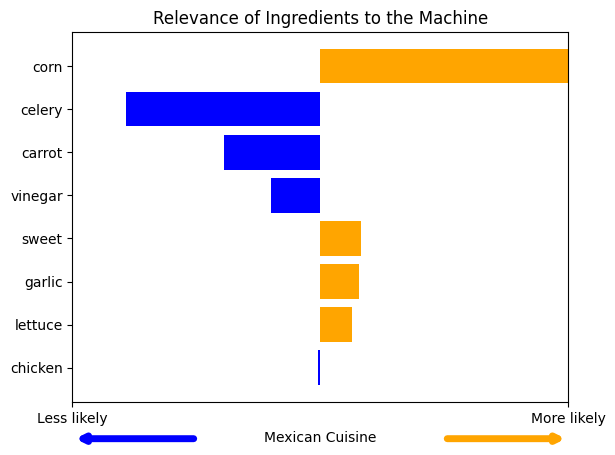 Relevance of Ingredients to the Machine
corn
celery
carrot
vinegar
sweet
garlic
lettuce
chicken
Less likely More likely
Mexican Cuisine